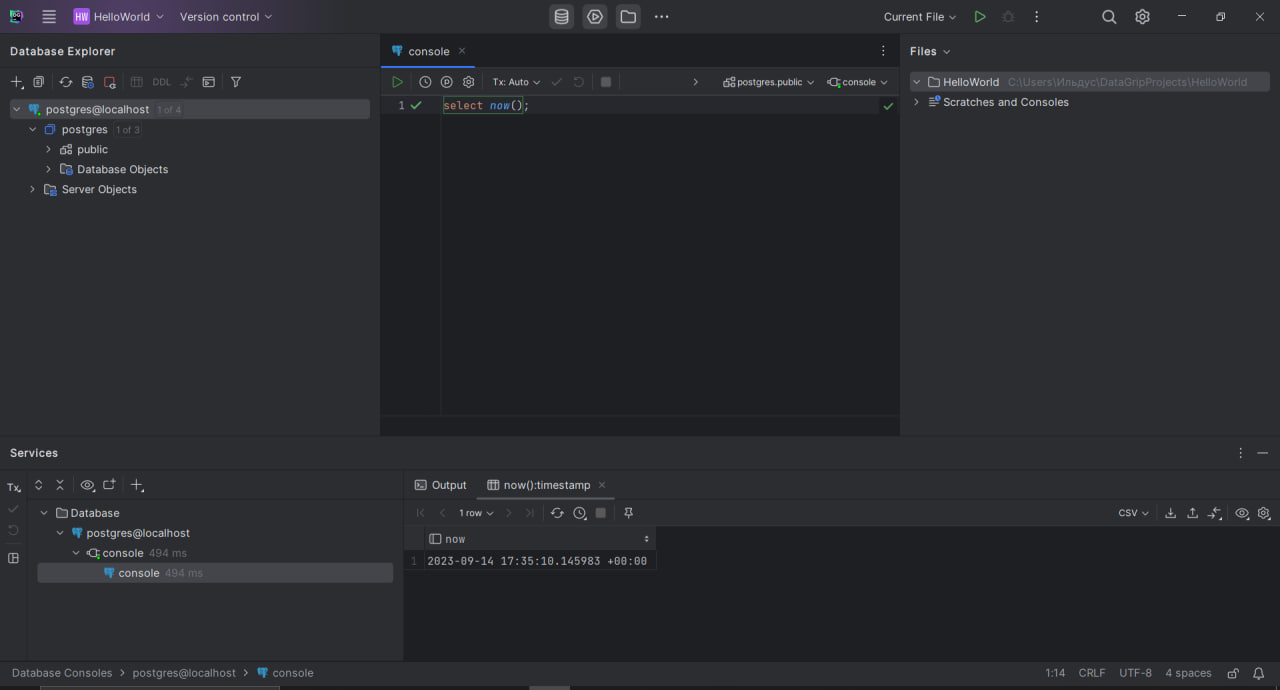 HW HelloWorld Version control Current File
Database Explorer
console
Files
DDL
Tx: Auto
postgres.public
console
HelloWorld C:\Users\Ильдус\DataGripProjects\HelloWorld
Scratches and Consoles
postgres@localhost 1 of 4
postgres 1 of 3
public
Database Objects
Server Objects
1 select now();
Services
Tx
Output now():timestamp
1 row
CSV
Database
postgres@localhost
console 494 ms
console 494 ms
now
1 2023-09-14 17:35:10.145983 +00:00
Database Consoles > postgres@localhost > console 1:14 CRLF UTF-8 4 spaces